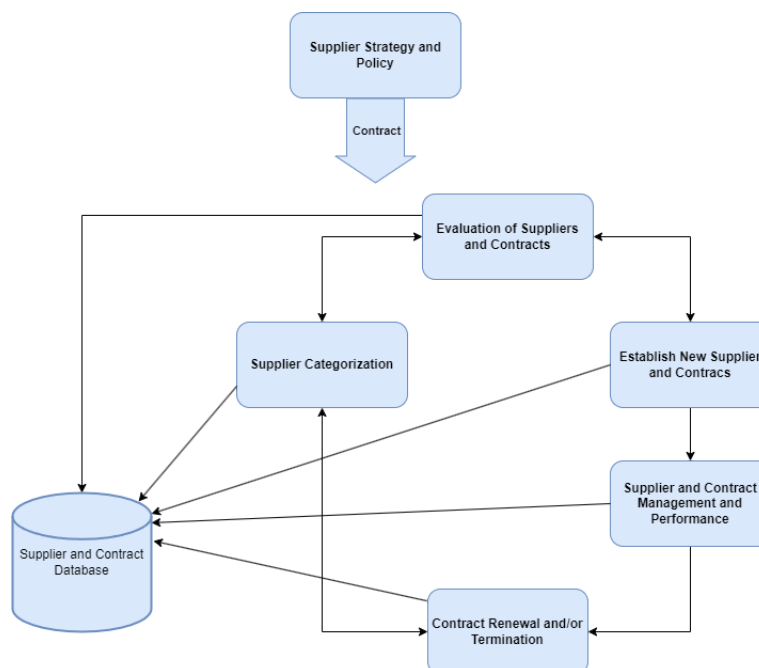 Supplier Strategy and
Policy
Contract
Evaluation of Suppliers
and Contracts
Supplier Categorization
Establish New Supplier
and Contracs
Supplier and Contract
Management and
Performance
Supplier and Contract
Database
Contract Renewal and/or
Termination